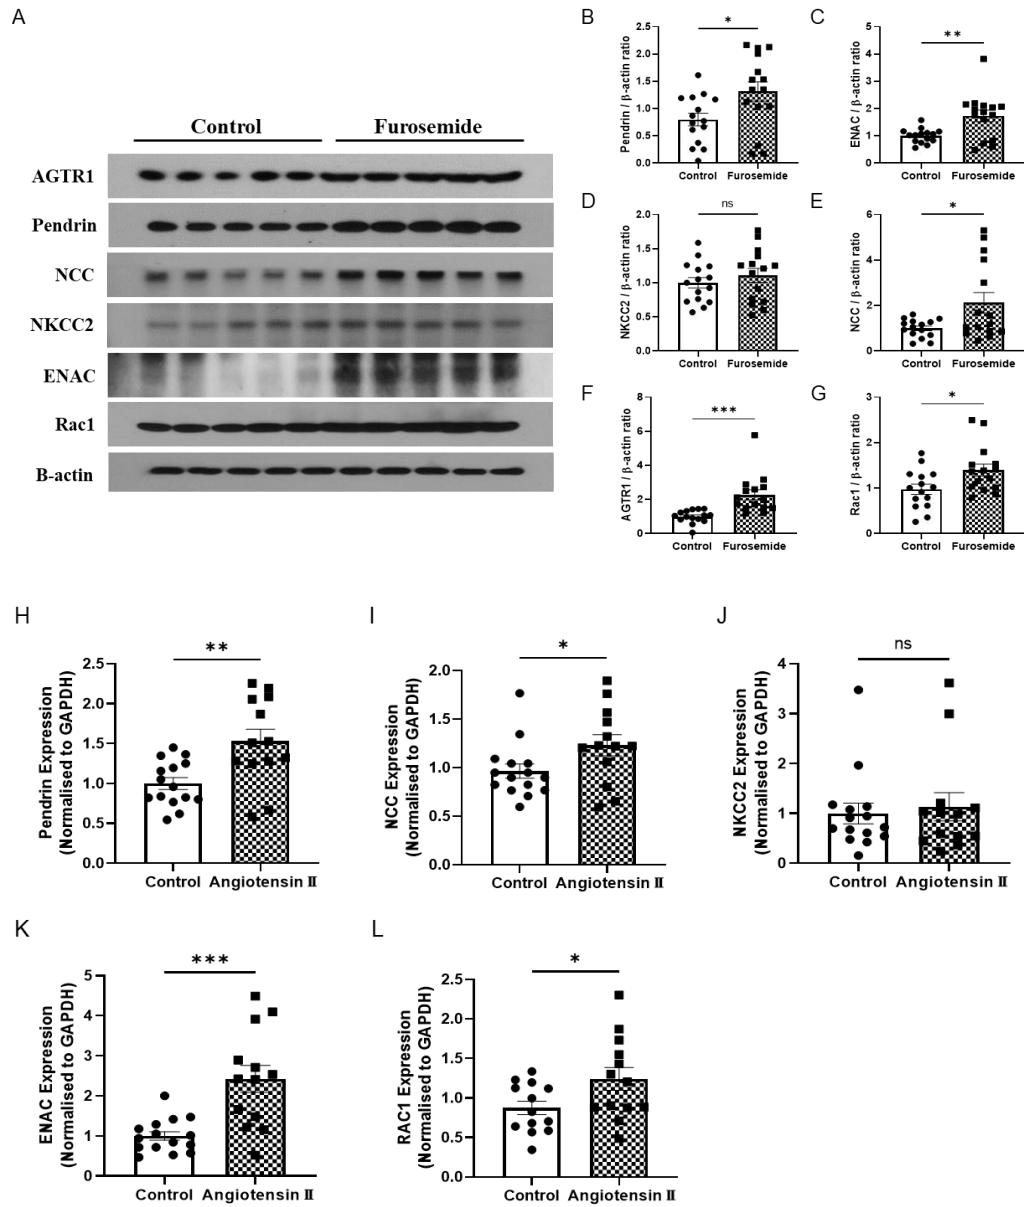 A
Control
Furosemide
AGTR1
Pendrin
NCC
NKCC2
ENAC
Rac1
B-actin
B
*
Pendrin / β-actin ratio
2.5
2.0
1.5
1.0
0.5
0.0
Control
Furosemide
C
**
ENAC / β-actin ratio
5
4
3
2
1
0
Control
Furosemide
D
ns
NKCC2 / β-actin ratio
2.0
1.5
1.0
0.5
0.0
Control
Furosemide
E
*
NCC / β-actin ratio
6
4
2
0
Control
Furosemide
F
***
AGTR1 / β-actin ratio
8
6
4
2
0
Control
Furosemide
G
*
Rac1 / β-actin ratio
3
2
1
0
Control
Furosemide
H
**
Pendrin Expression
(Normalised to GAPDH)
2.5
2.0
1.5
1.0
0.5
0.0
Control
Angiotensin Ⅱ
I
*
NCC Expression
(Normalised to GAPDH)
2.0
1.5
1.0
0.5
0.0
Control
Angiotensin Ⅱ
J
ns
NKCC2 Expression
(Normalised to GAPDH)
4
3
2
1
0
Control
Angiotensin Ⅱ
K
***
ENAC Expression
(Normalised to GAPDH)
5
4
3
2
1
0
Control
Angiotensin Ⅱ
L
*
RAC1 Expression
(Normalised to GAPDH)
2.5
2.0
1.5
1.0
0.5
0.0
Control
Angiotensin Ⅱ